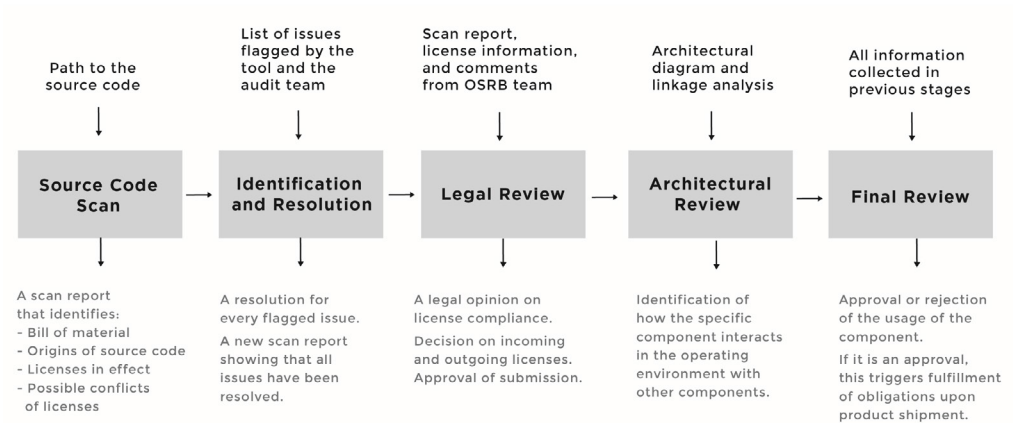 Path to the
source code
List of issues
flagged by the
tool and the
audit team
Scan report,
license information,
and comments
from OSRB team
Architectural
diagram and
linkage analysis
All information
collected in
previous stages
Source Code
Scan
Identification
and Resolution
Legal Review
Architectural
Review
Final Review
A scan report
that identifies:
- Bill of material
- Origins of source code
- Licenses in effect
- Possible conflicts
of licenses
A resolution for
every flagged issue.
A new scan report
showing that all
issues have been
resolved.
A legal opinion on
license compliance.
Decision on incoming
and outgoing licenses.
Approval of submission.
Identification of
how the specific
component interacts
in the operating
environment with
other components.
Approval or rejection
of the usage of the
component.
If it is an approval,
this triggers fulfillment
of obligations upon
product shipment.